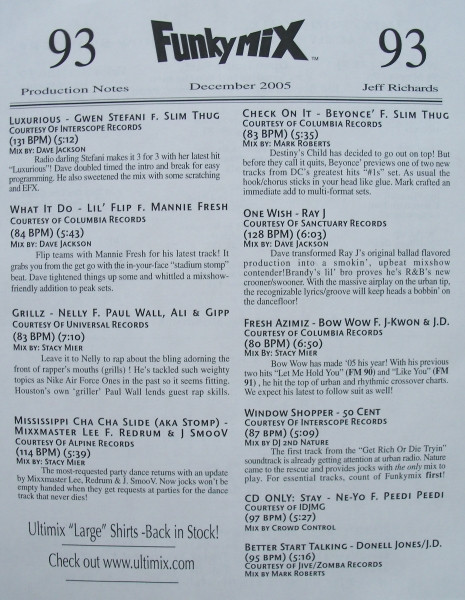 93
FunkyMiX
™
93
Production Notes
December 2005
Jeff Richards
Luxurious - Gwen Stefani f. Slim Thug
Courtesy Of Interscope Records
(131 BPM) (5:12)
Mix by: Dave Jackson
Radio darling Stefani makes it 3 for 3 with her latest hit
"Luxurious"! Dave doubled timed the intro and break for easy
programming. He also sweetened the mix with some scratching
and EFX.
What It Do - Lil' Flip f. Mannie Fresh
Courtesy of Columbia Records
(84 BPM) (5:43)
Mix by: Dave Jackson
Flip teams with Mannie Fresh for his latest track! It
grabs you from the get go with the in-your-face "stadium stomp"
beat. Dave tightened things up some and whittled a mixshow-
friendly addition to peak sets.
Grillz - Nelly F. Paul Wall, Ali & Gipp
Courtesy Of Universal Records
(83 BPM) (7:10)
Mix by: Stacy Mier
Leave it to Nelly to rap about the bling adorning the
front of rapper's mouths (grills) ! He's tackled such weighty
topics as Nike Air Force Ones in the past so it seems fitting.
Houston's own 'griller' Paul Wall lends guest rap skills.
Mississippi Cha Cha Slide (aka Stomp) -
Mixxmaster Lee F. Redrum & J SmooV
Courtesy Of Alpine Records
(114 BPM) (5:39)
Mix by: Stacy Mier
The most-requested party dance returns with an update
by Mixxmaster Lee, Redrum & J. SmooV. Now jocks won't be
empty handed when they get requests at parties for the dance
track that never dies!
Ultimix "Large" Shirts -Back in Stock!
Check out www.ultimix.com
Check On It - Beyonce' F. Slim Thug
Courtesy of Columbia Records
(83 BPM) (5:35)
Mix by: Mark Roberts
Destiny's Child has decided to go out on top! But
before they call it quits, Beyonce' previews one of two new
tracks from DC's greatest hits "#1s" set. As usual the
hook/chorus sticks in your head like glue. Mark crafted an
immediate add to multi-format sets.
One Wish - Ray J
Courtesy Of Sanctuary Records
(128 BPM) (6:03)
Mix by: Dave Jackson
Dave transformed Ray J's original ballad flavored
production into a smokin', upbeat mixshow
contender!Brandy's lil' bro proves he's R&B's new
crooner/swooner. With the massive airplay on the urban tip,
the recognizable lyrics/groove will keep heads a bobbin' on
the dancefloor!
Fresh Azimiz - Bow Wow F. J-Kwon & J.D.
Courtesy of Columbia Records
(80 BPM) (6:50)
Mix By: Stacy Mier
Bow Wow has made '05 his year! With his previous
two hits "Let Me Hold You" (FM 90) and "Like You" (FM
91) , he hit the top of urban and rhythmic crossover charts.
We expect his latest to follow suit as well!
Window Shopper - 50 Cent
Courtesy Of Interscope Records
(87 BPM) (5:09)
Mix by DJ 2nd Nature
The first track from the "Get Rich Or Die Tryin"
soundtrack is already getting attention at urban radio. Nature
came to the rescue and provides jocks with the only mix to
play. For essential tracks, count of Funkymix first!
CD Only: Stay - Ne-Yo F. Peedi Peedi
Courtesy of IDJMG
(97 BPM) (5:27)
Mix by Crowd Control
Better Start Talking - Donell Jones/J.D.
(95 BPM) (5:16)
Courtesy of Jive/Zomba Records
Mix by Mark Roberts